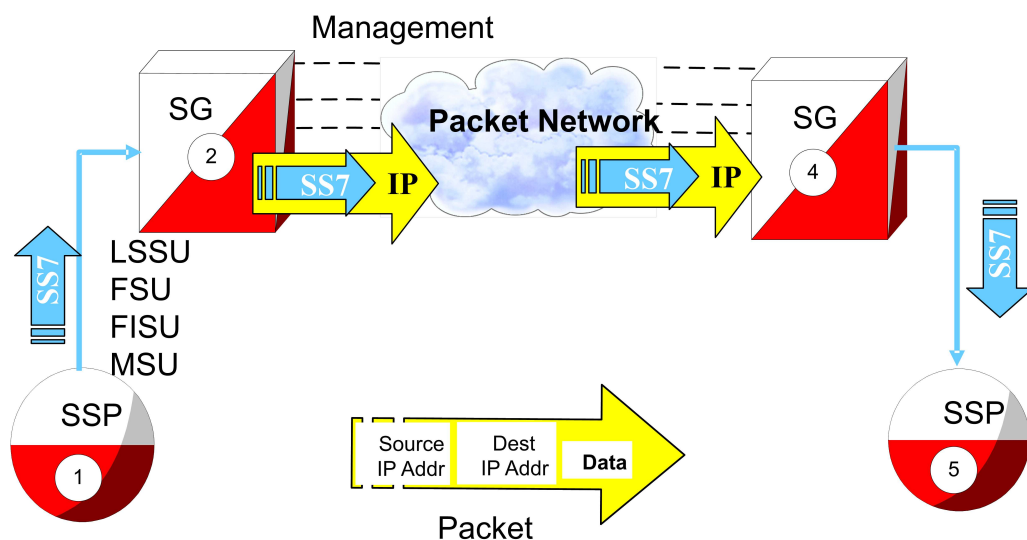 Management
SG
2
SS7
IP
Packet Network
SS7
IP
SG
4
SS7
LSSU
FSU
FISU
MSU
SS7
SSP
1
Source
IP Addr
Dest
IP Addr
Data
Packet
SSP
5